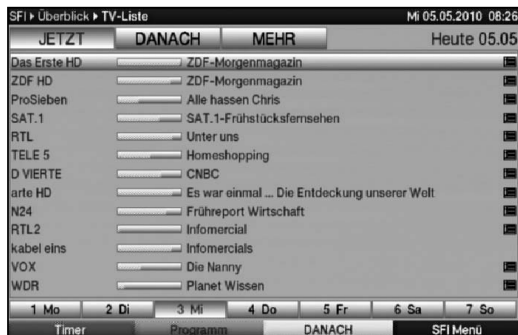 SFI ▸ Überblick ▸ TV-Liste Mi 05.05.2010 08:26
JETZT DANACH MEHR Heute 05.05
Das Erste HD ZDF-Morgenmagazin
ZDF HD ZDF-Morgenmagazin
ProSieben Alle hassen Chris
SAT.1 SAT.1-Frühstücksfernsehen
RTL Unter uns
TELE 5 Homeshopping
D VIERTE CNBC
arte HD Es war einmal ... Die Entdeckung unserer Welt
N24 Frühreport Wirtschaft
RTL2 Infomercial
kabel eins Infomercials
VOX Die Nanny
WDR Planet Wissen
1 Mo 2 Di 3 Mi 4 Do 5 Fr 6 Sa 7 So
Timer Programm DANACH SFI Menü